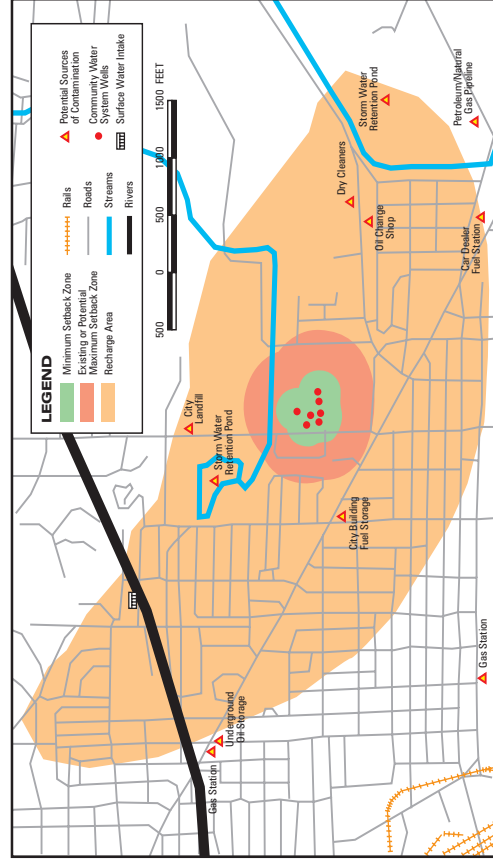 LEGEND
Minimum Setback Zone
Existing or Potential
Maximum Setback Zone
Recharge Area
Rails
Roads
Streams
Rivers
Potential Sources
of Contamination
Community Water
System Wells
Surface Water Intake
500
0
500
1000
1500 FEET
City
Landfill
Storm Water
Retention Pond
Dry Cleaners
Storm Water
Retention Pond
Oil Change
Shop
Petroleum/Natural
Gas Pipeline
Car Dealer
Fuel Station
City Building
Fuel Storage
Gas Station
Underground
Oil Storage
Gas Station